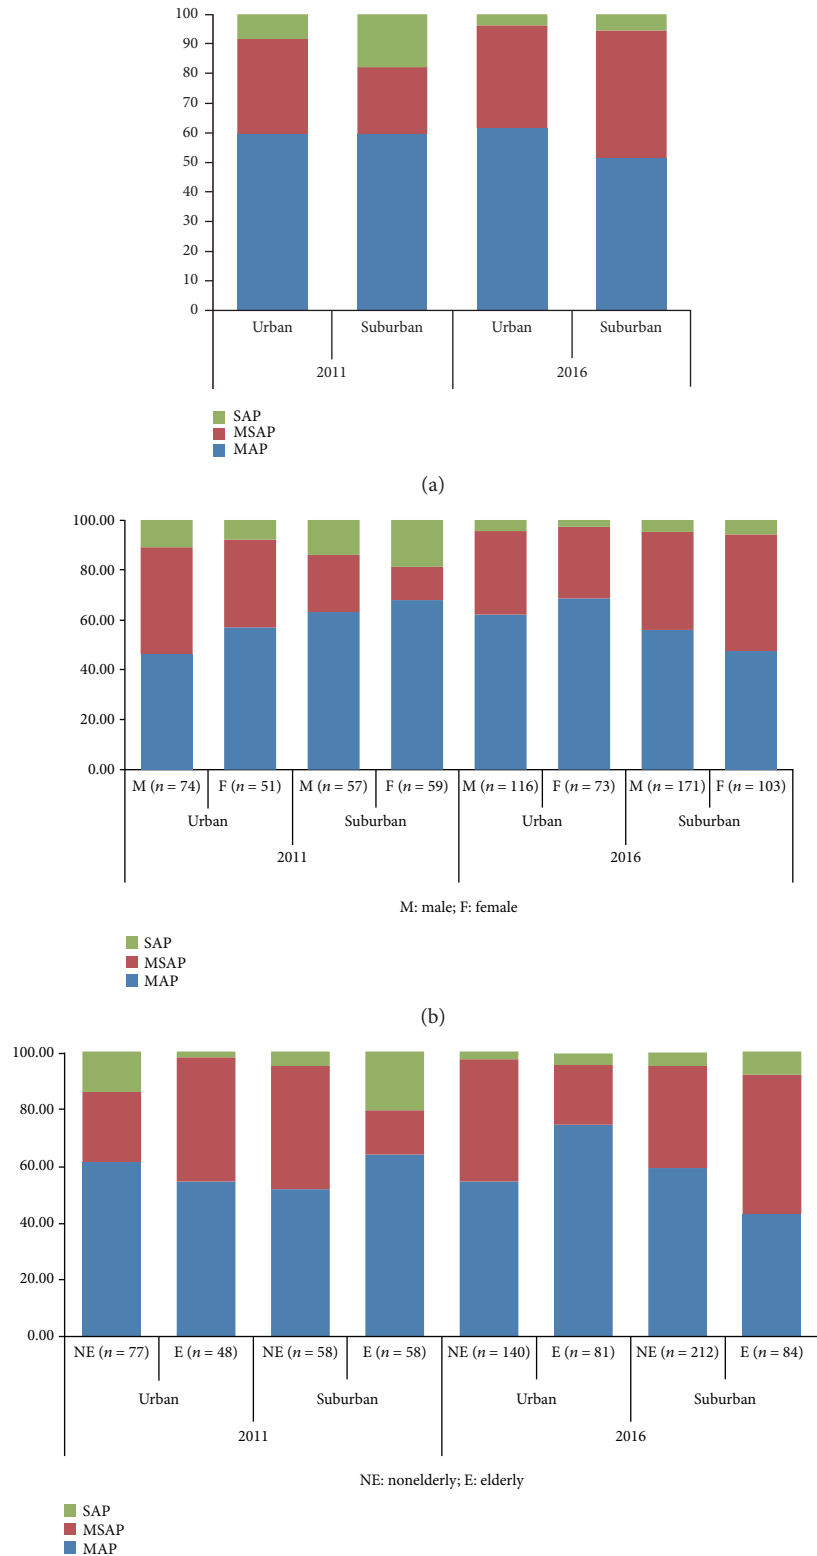 100
90
80
70
60
50
40
30
20
10
0
Urban Suburban Urban Suburban
2011 2016
SAP
MSAP
MAP
(a)
100.00
80.00
60.00
40.00
20.00
0.00
M (n = 74) F (n = 51) M (n = 57) F (n = 59) M (n = 116) F (n = 73) M (n = 171) F (n = 103)
Urban Suburban Urban Suburban
2011 2016
M: male; F: female
SAP
MSAP
MAP
(b)
100.00
80.00
60.00
40.00
20.00
0.00
NE (n = 77) E (n = 48) NE (n = 58) E (n = 58) NE (n = 140) E (n = 81) NE (n = 212) E (n = 84)
Urban Suburban Urban Suburban
2011 2016
NE: nonelderly; E: elderly
SAP
MSAP
MAP